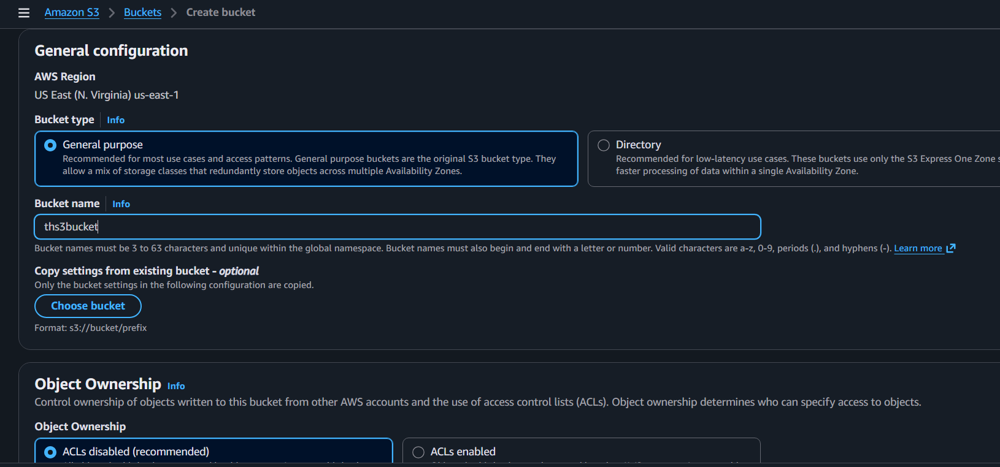 Amazon S3 > Buckets > Create bucket
General configuration
AWS Region
US East (N. Virginia) us-east-1
Bucket type Info
General purpose
Recommended for most use cases and access patterns. General purpose buckets are the original S3 bucket type. They
allow a mix of storage classes that redundantly store objects across multiple Availability Zones.
Directory
Recommended for low-latency use cases. These buckets use only the S3 Express One Zone s
faster processing of data within a single Availability Zone.
Bucket name Info
ths3bucket
Bucket names must be 3 to 63 characters and unique within the global namespace. Bucket names must also begin and end with a letter or number. Valid characters are a-z, 0-9, periods (.), and hyphens (-). Learn more
Copy settings from existing bucket - optional
Only the bucket settings in the following configuration are copied.
Choose bucket
Format: s3://bucket/prefix
Object Ownership Info
Control ownership of objects written to this bucket from other AWS accounts and the use of access control lists (ACLs). Object ownership determines who can specify access to objects.
Object Ownership
ACLs disabled (recommended)
ACLs enabled